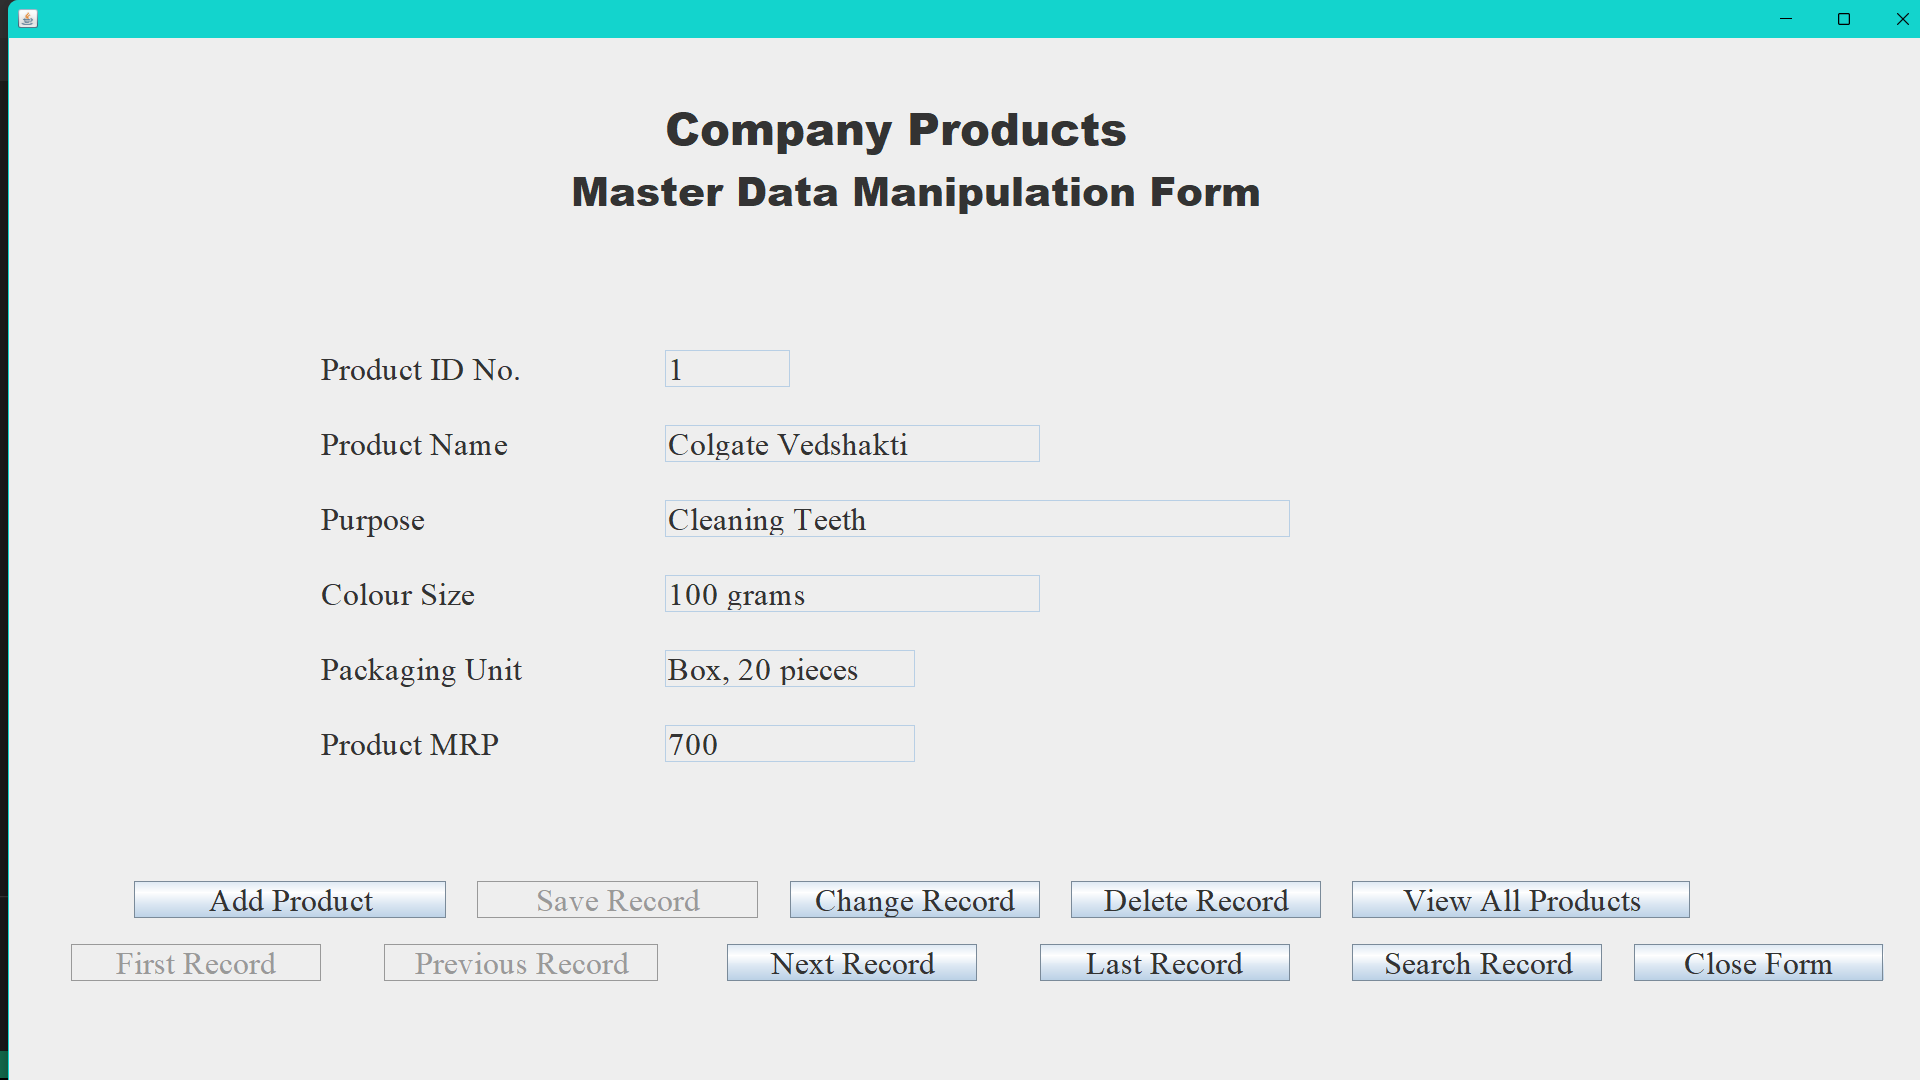 Company Products
Master Data Manipulation Form
Product ID No. 1
Product Name Colgate Vedshakti
Purpose Cleaning Teeth
Colour Size 100 grams
Packaging Unit Box, 20 pieces
Product MRP 700
Add Product Save Record Change Record Delete Record View All Products
First Record Previous Record Next Record Last Record Search Record Close Form